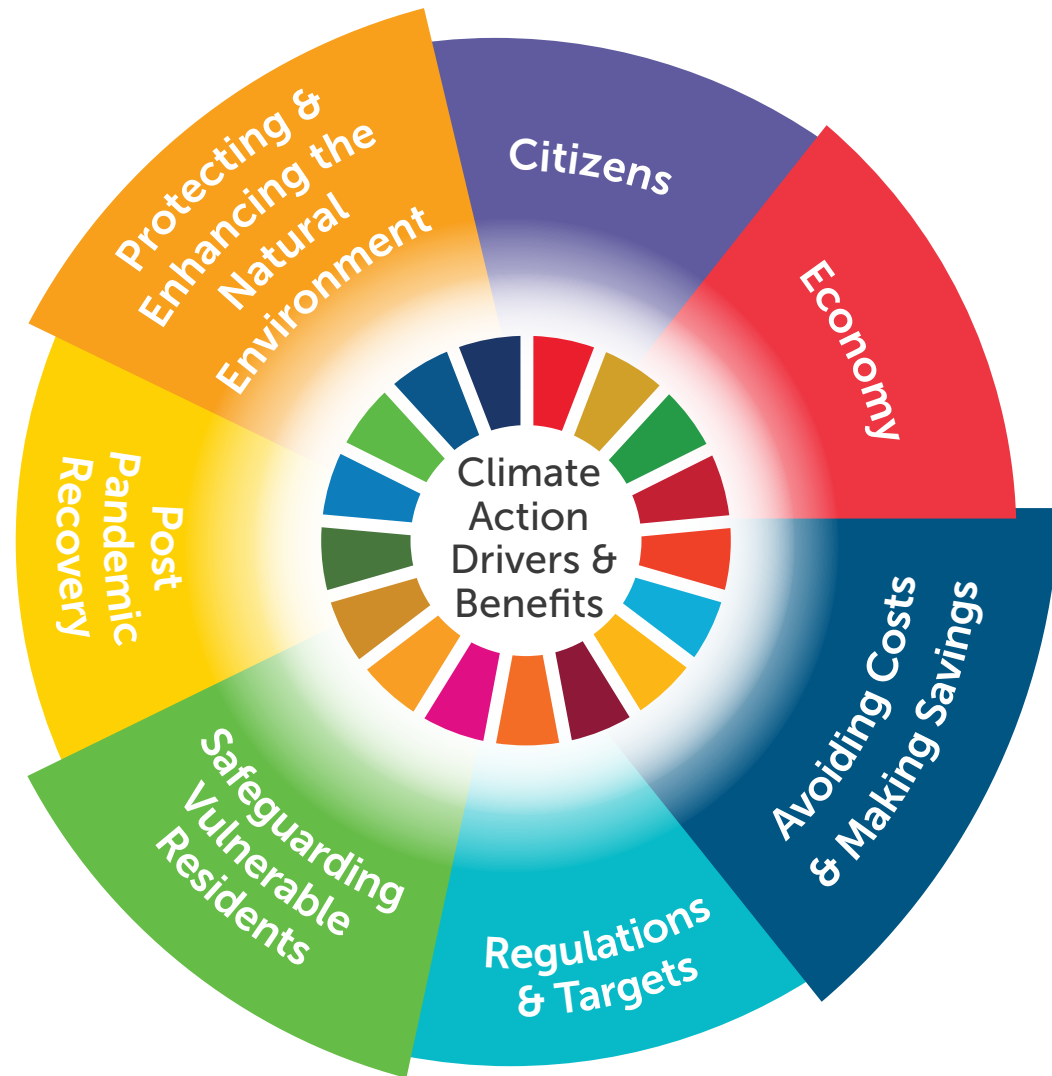 Citizens
Economy
Avoiding Costs
& Making Savings
Regulations
& Targets
Safeguarding
Vulnerable
Residents
Post
Pandemic
Recovery
Protecting &
Enhancing the
Natural
Environment
Climate
Action
Drivers &
Benefits